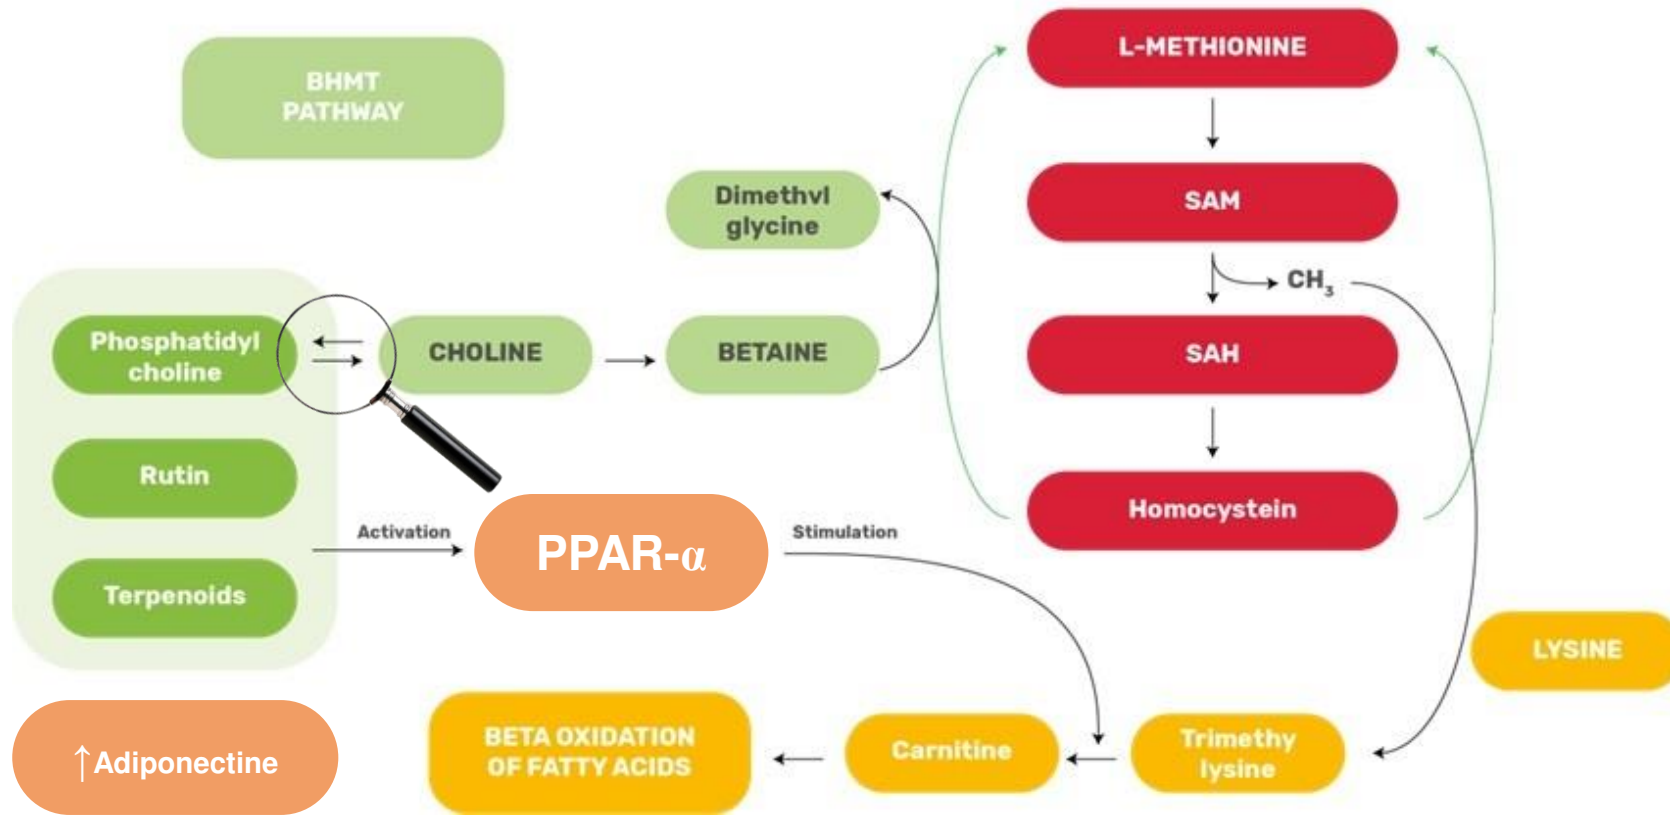 BHMT
PATHWAY
L-METHIONINE
Dimethyl
glycine
SAM
CH₃
Phosphatidyl
choline
CHOLINE
BETAINE
SAH
Rutin
Homocystein
Activation
PPAR-α
Stimulation
Terpenoids
LYSINE
↑Adiponectine
BETA OXIDATION
OF FATTY ACIDS
Carnitine
Trimethy
lysine